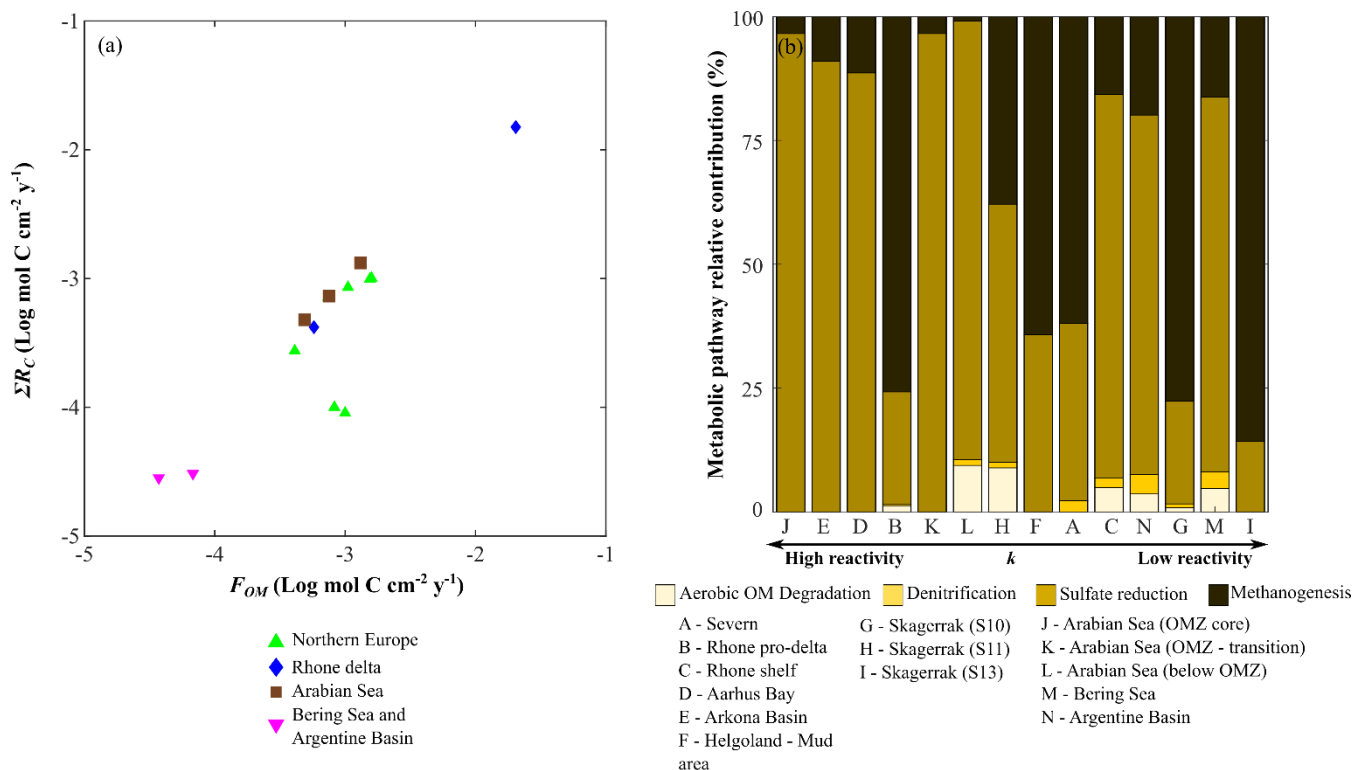 (a)
-1
-2
-3
-4
-5
ΣR_C (Log mol C cm⁻² y⁻¹)
-5 -4 -3 -2 -1
F_OM (Log mol C cm⁻² y⁻¹)
Northern Europe
Rhone delta
Arabian Sea
Bering Sea and
Argentine Basin
(b)
100
75
50
25
0
Metabolic pathway relative contribution (%)
J E D B K L H F A C N G M I
High reactivity k Low reactivity
Aerobic OM Degradation Denitrification Sulfate reduction Methanogenesis
A - Severn
B - Rhone pro-delta
C - Rhone shelf
D - Aarhus Bay
E - Arkona Basin
F - Helgoland - Mud
area
G - Skagerrak (S10)
H - Skagerrak (S11)
I - Skagerrak (S13)
J - Arabian Sea (OMZ core)
K - Arabian Sea (OMZ - transition)
L - Arabian Sea (below OMZ)
M - Bering Sea
N - Argentine Basin